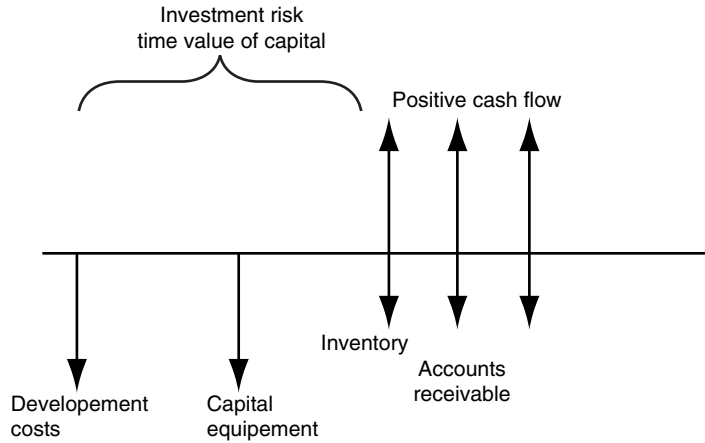 Investment risk
time value of capital
Positive cash flow
Inventory
Accounts
receivable
Developement
costs
Capital
equipement